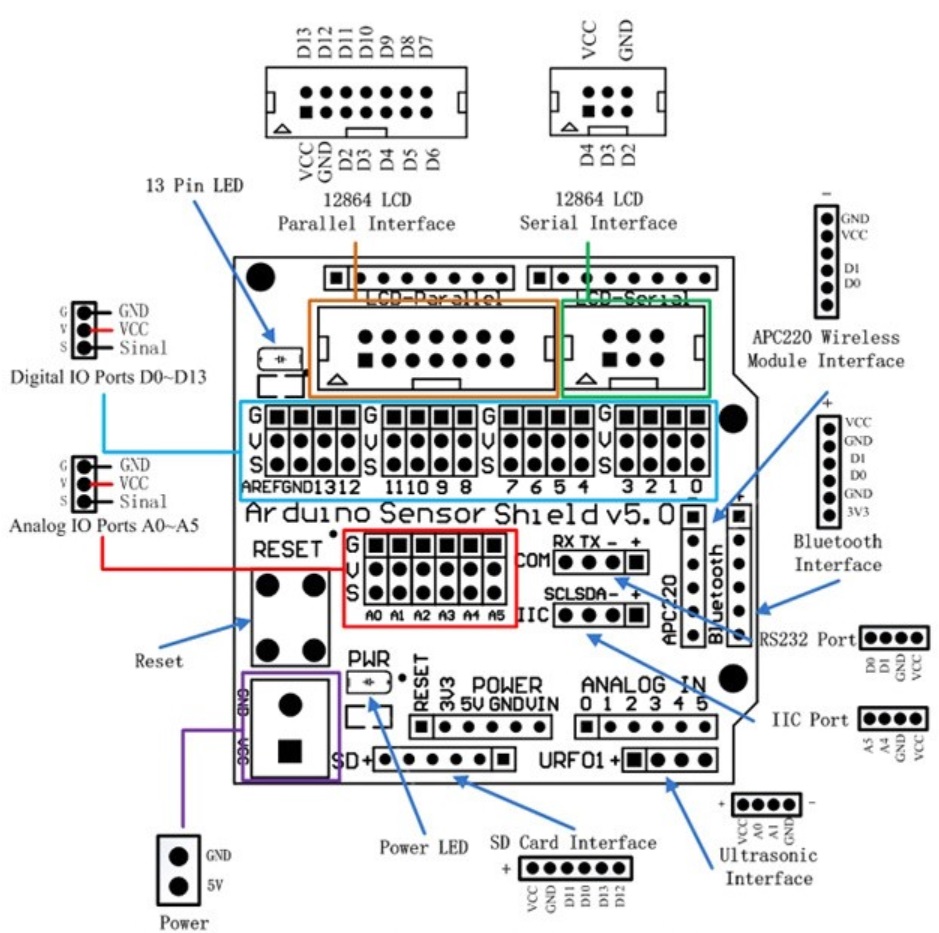 D13 D12 D11 D10 D9 D8 D7
VCC GND
VCC GND D2 D3 D4 D5 D6
D4 D3 D2
13 Pin LED
12864 LCD
Parallel Interface
12864 LCD
Serial Interface
-
GND
VCC
D1
D0
APC220 Wireless
Module Interface
LCD-Parallel
LCD-Serial
G GND
V VCC
S Sinal
Digital IO Ports D0~D13
G G G G
V V V V
S S S S
AREF GND 13 12 11 10 9 8 7 6 5 4 3 2 1 0
+
VCC
GND
D1
D0
GND
3V3
Bluetooth
Interface
G GND
V VCC
S Sinal
Analog IO Ports A0~A5
- +
Arduino Sensor Shield v5.0
RESET
G
V
S
A0 A1 A2 A3 A4 A5
RX TX - +
COM
SCL SDA - +
IIC
APC220
Bluetooth
RS232 Port
D0 D1 GND VCC
Reset
PWR
RESET
3V3
POWER
5V GND VIN
ANALOG IN
0 1 2 3 4 5
IIC Port
A5 A4 GND VCC
GND VCC
SD+
URF01 +
+ -
VCC A0 A1 GND
Ultrasonic
Interface
Power LED
SD Card Interface
+
VCC GND D11 D10 D13 D12
GND
5V
Power